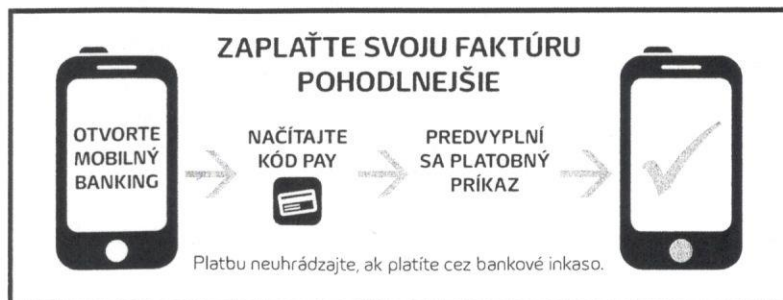 ZAPLAŤTE SVOJU FAKTÚRU
POHODLNEJŠIE
OTVORTE
MOBILNÝ
BANKING
NAČÍTAJTE
KÓD PAY
PREDVYPLNÍ
SA PLATOBNÝ
PRÍKAZ
Platbu neuhrádzajte, ak platíte cez bankové inkaso.